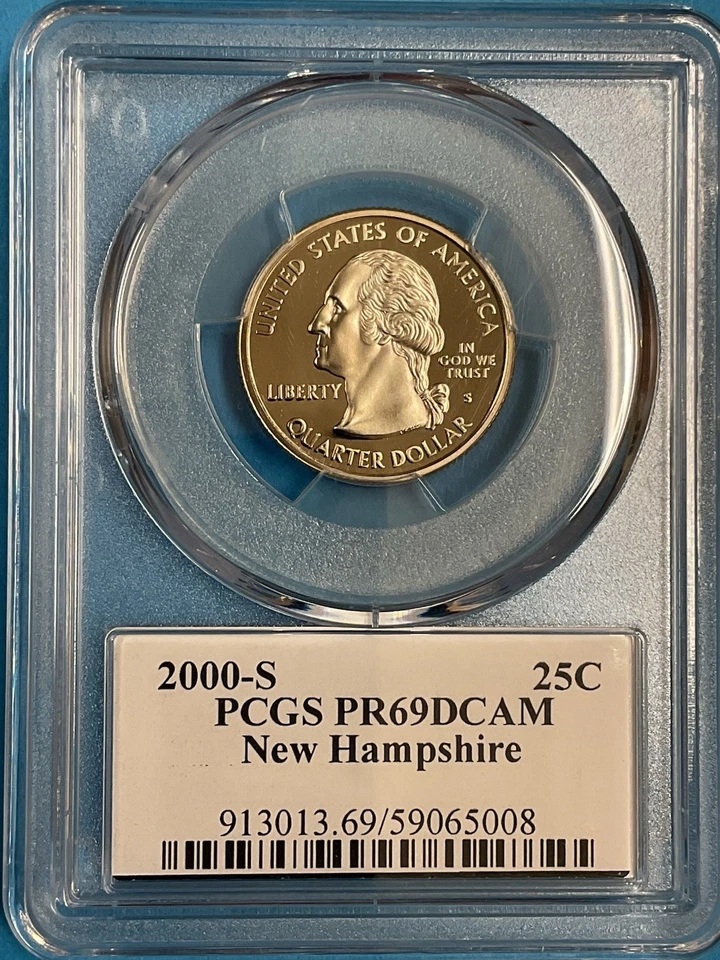 UNITED STATES OF AMERICA
IN
GOD WE
TRUST
LIBERTY
S
QUARTER DOLLAR
2000-S 25C
PCGS PR69DCAM
New Hampshire
913013.69/59065008